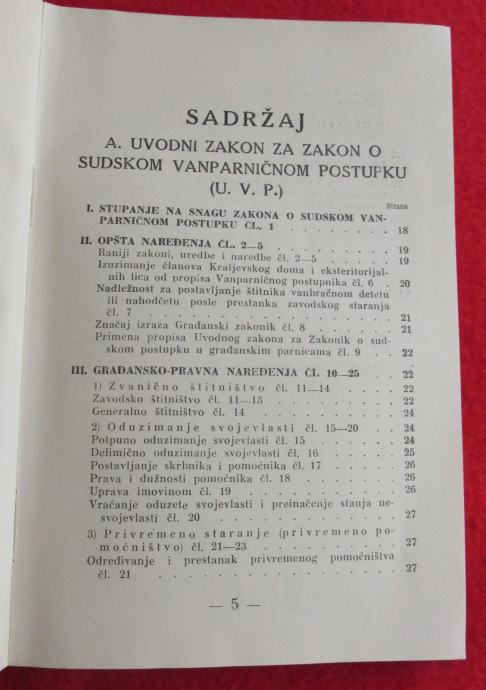 SADRŽAJ
A. UVODNI ZAKON ZA ZAKON O
SUDSKOM VANPARNIČNOM POSTUPKU
(U. V. P.)
Strana
I. STUPANJE NA SNAGU ZAKONA O SUDSKOM VAN-
PARNIČNOM POSTUPKU ČL. 1 . . . . . . . . 18
II. OPŠTA NAREĐENJA ČL. 2—5 . . . . . . . . 19
Raniji zakoni, uredbe i naredbe čl. 2—5 . . . . . . 19
Izuzimanje članova Kraljevskog doma i eksteritorijal-
nih lica od propisa Vanparničnog postupnika čl. 6 . 20
Nadležnost za postavljanje štitnika vanbračnom detetu
ili nahodčetu posle prestanka zavodskog staranja
čl. 7 . . . . . . . . . . . . . . . . 21
Značaj izraza Građanski zakonik čl. 8 . . . . . . 21
Primena propisa Uvodnog zakona za Zakonik o sud-
skom postupku u građanskim parnicama čl. 9 . . 22
III. GRAĐANSKO-PRAVNA NAREĐENJA ČL 10—25 . . 22
1) Zvanično štitništvo čl. 11—14 . . . . . . 22
Zavodsko štitništvo čl. 11—13 . . . . . . . . . 22
Generalno štitništvo čl. 14 . . . . . . . . . . 24
2) Oduzimanje svojevlasti čl. 15—20 . . . 24
Potpuno oduzimanje svojevlasti čl. 15 . . . . . . 24
Delimično oduzimanje svojevlasti čl. 16 . . . . . 25
Postavljanje skrbnika i pomoćnika čl. 17 . . . . . 26
Prava i dužnosti pomoćnika čl. 18 . . . . . . . 26
Uprava imovinom čl. 19 . . . . . . . . . . . 26
Vraćanje oduzete svojevlasti i preinačenje stanja ne-
svojevlasti čl. 20 . . . . . . . . . . . . 27
3) Privremeno staranje (privremeno po-
moćništvo) čl. 21—23 . . . . . . . . . . 27
Određivanje i prestanak privremenog pomoćništva
čl. 21 . . . . . . . . . . . . . . . 27
— 5 —